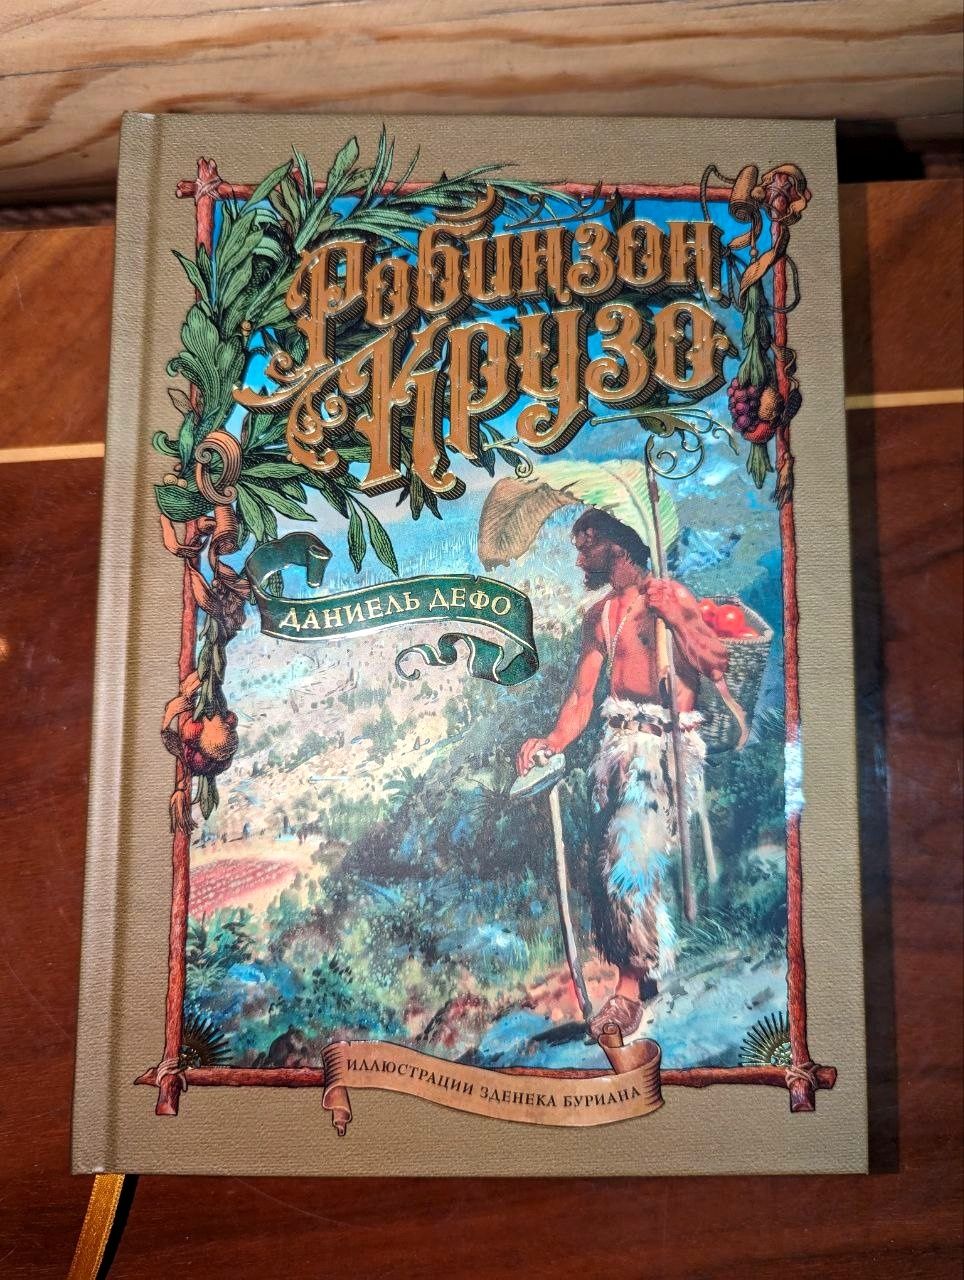 Робинзон
Крузо
ДАНИЕЛЬ ДЕФО
ИЛЛЮСТРАЦИИ ЗДЕНЕКА БУРИАНА